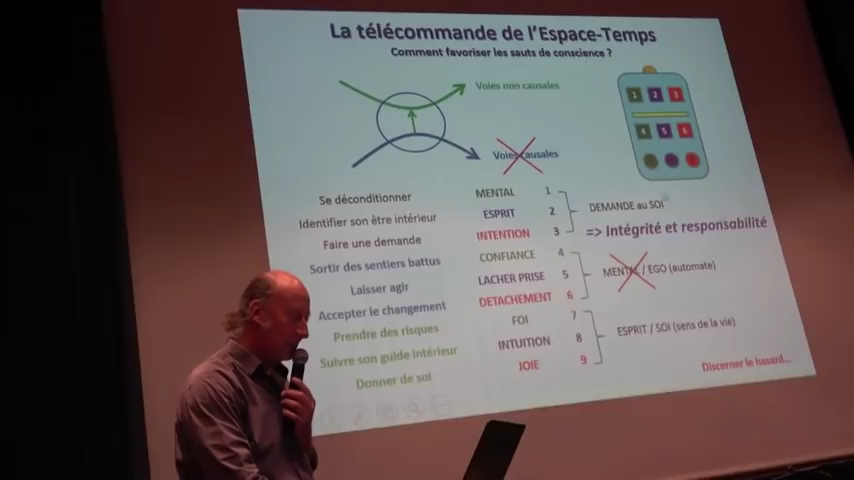 La télécommande de l'Espace-Temps
Comment favoriser les sauts de conscience ?
Voies non causales
Voies causales
1 2 3
4 5 6
Se déconditionner MENTAL 1
Identifier son être intérieur ESPRIT 2
Faire une demande INTENTION 3
Sortir des sentiers battus CONFIANCE 4
Laisser agir LACHER PRISE 5
Accepter le changement DETACHEMENT 6
Prendre des risques FOI 7
Suivre son guide intérieur INTUITION 8
Donner de soi JOIE 9
DEMANDE au SOI
=> Intégrité et responsabilité
MENTAL / EGO (automate)
ESPRIT / SOI (sens de la vie)
Discerner le hasard...